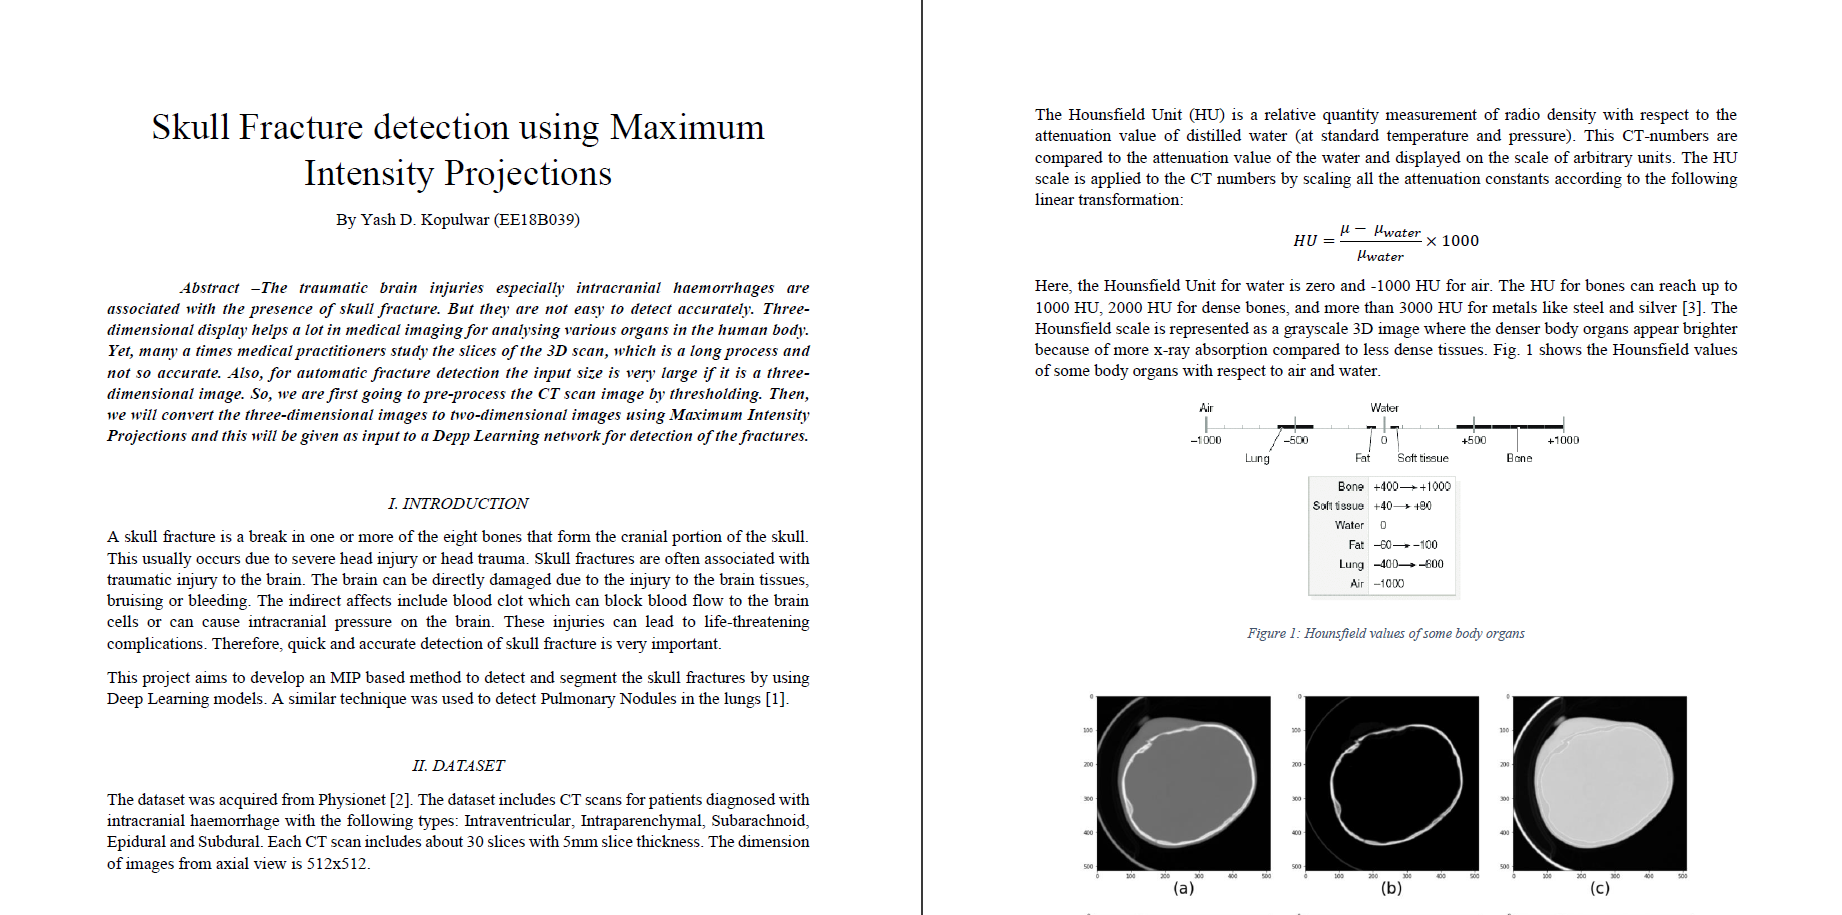 Skull Fracture detection using Maximum
Intensity Projections
By Yash D. Kopulwar (EE18B039)
Abstract –The traumatic brain injuries especially intracranial haemorrhages are
associated with the presence of skull fracture. But they are not easy to detect accurately. Three-
dimensional display helps a lot in medical imaging for analysing various organs in the human body.
Yet, many a times medical practitioners study the slices of the 3D scan, which is a long process and
not so accurate. Also, for automatic fracture detection the input size is very large if it is a three-
dimensional image. So, we are first going to pre-process the CT scan image by thresholding. Then,
we will convert the three-dimensional images to two-dimensional images using Maximum Intensity
Projections and this will be given as input to a Depp Learning network for detection of the fractures.
I. INTRODUCTION
A skull fracture is a break in one or more of the eight bones that form the cranial portion of the skull.
This usually occurs due to severe head injury or head trauma. Skull fractures are often associated with
traumatic injury to the brain. The brain can be directly damaged due to the injury to the brain tissues,
bruising or bleeding. The indirect affects include blood clot which can block blood flow to the brain
cells or can cause intracranial pressure on the brain. These injuries can lead to life-threatening
complications. Therefore, quick and accurate detection of skull fracture is very important.
This project aims to develop an MIP based method to detect and segment the skull fractures by using
Deep Learning models. A similar technique was used to detect Pulmonary Nodules in the lungs [1].
II. DATASET
The dataset was acquired from Physionet [2]. The dataset includes CT scans for patients diagnosed with
intracranial haemorrhage with the following types: Intraventricular, Intraparenchymal, Subarachnoid,
Epidural and Subdural. Each CT scan includes about 30 slices with 5mm slice thickness. The dimension
of images from axial view is 512x512.
The Hounsfield Unit (HU) is a relative quantity measurement of radio density with respect to the
attenuation value of distilled water (at standard temperature and pressure). This CT-numbers are
compared to the attenuation value of the water and displayed on the scale of arbitrary units. The HU
scale is applied to the CT numbers by scaling all the attenuation constants according to the following
linear transformation:
HU = (μ − μwater) / μwater × 1000
Here, the Hounsfield Unit for water is zero and -1000 HU for air. The HU for bones can reach up to
1000 HU, 2000 HU for dense bones, and more than 3000 HU for metals like steel and silver [3]. The
Hounsfield scale is represented as a grayscale 3D image where the denser body organs appear brighter
because of more x-ray absorption compared to less dense tissues. Fig. 1 shows the Hounsfield values
of some body organs with respect to air and water.
Air Water
−1000 −500 0 +500 +1000
Lung Fat Soft tissue Bone
Bone +400→+1000
Soft tissue +40→+80
Water 0
Fat −60→−100
Lung −400→−600
Air −1000
Figure 1: Hounsfield values of some body organs
0 0 0
100 100 100
200 200 200
300 300 300
400 400 400
500 500 500
0 100 200 300 400 500 0 100 200 300 400 500 0 100 200 300 400 500
(a) (b) (c)